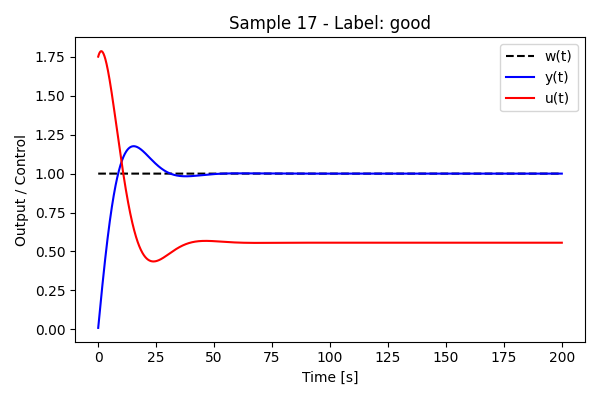 Sample 17 - Label: good
Output / Control
1.75
1.50
1.25
1.00
0.75
0.50
0.25
0.00
w(t)
y(t)
u(t)
0 25 50 75 100 125 150 175 200
Time [s]